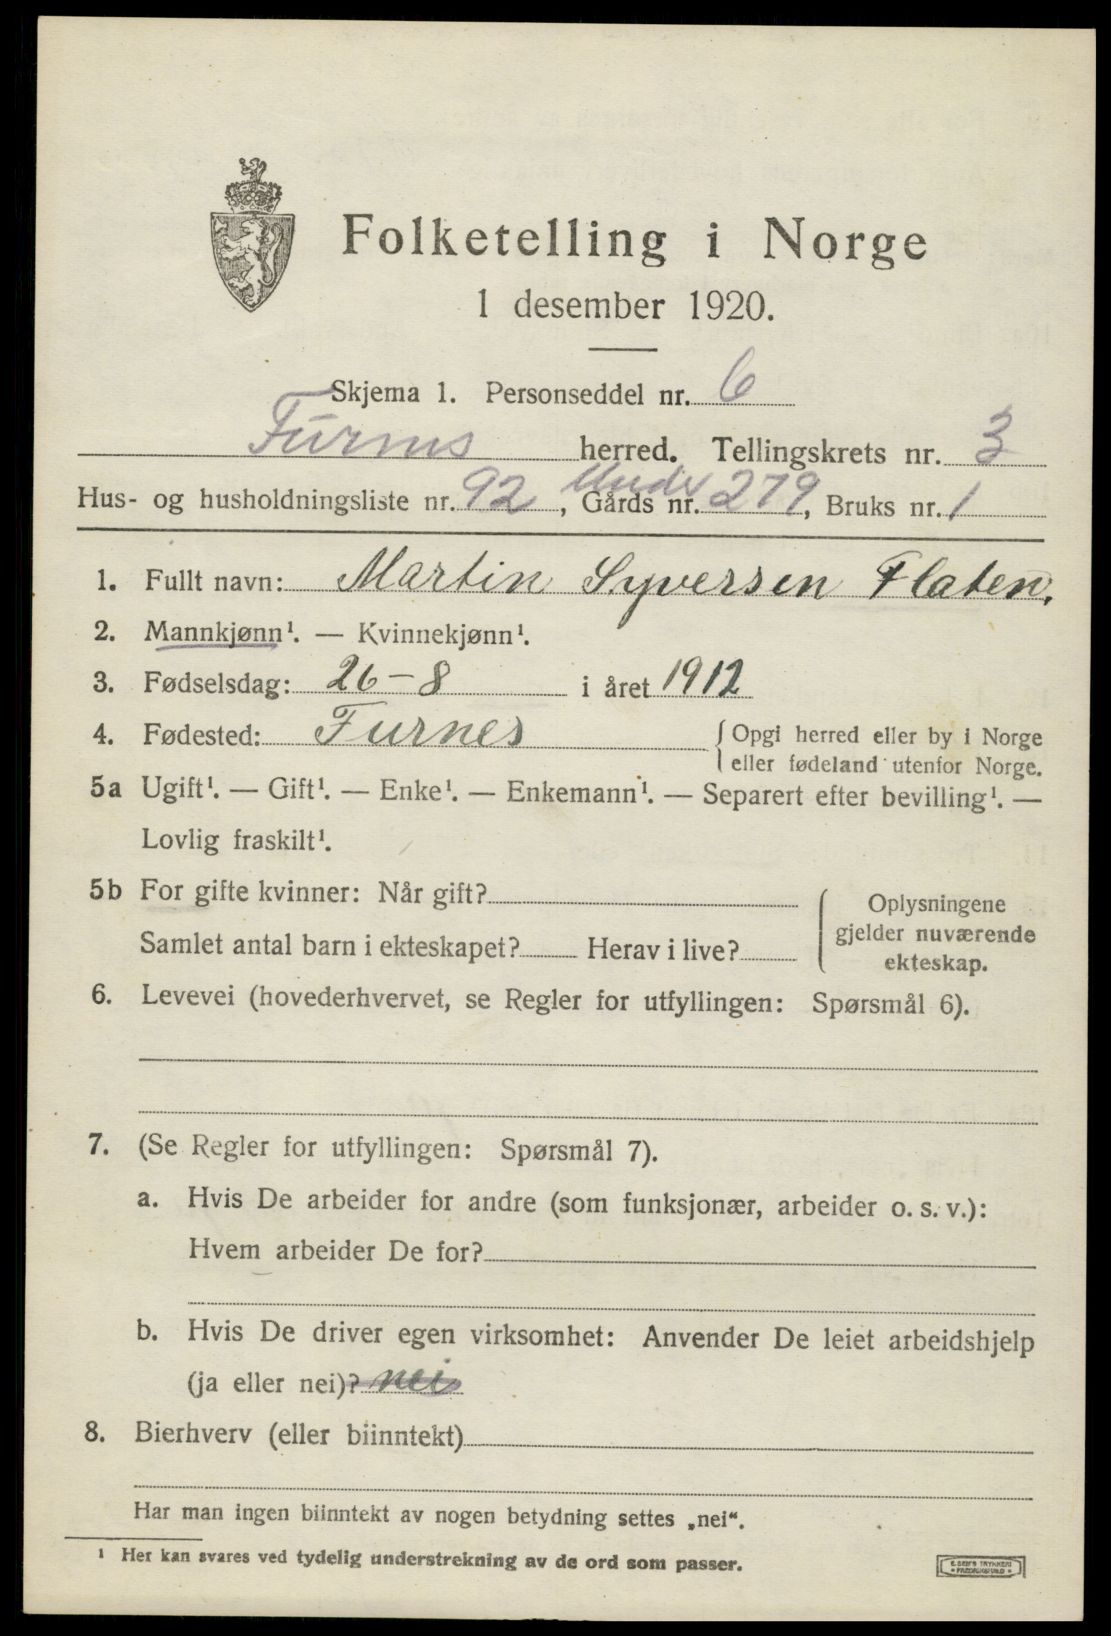 Folketelling i Norge
1 desember 1920.
Skjema 1. Personseddel nr. 6
Furnes herred. Tellingskrets nr. 3
Hus- og husholdningsliste nr. 92, Under Gårds nr. 279, Bruks nr. 1
1. Fullt navn: Martin Syversen Flaten.
2. Mannkjønn¹. — Kvinnekjønn¹.
3. Fødselsdag: 26-8 i året 1912
4. Fødested: Furnes { Opgi herred eller by i Norge
eller fødeland utenfor Norge.
5a Ugift¹. — Gift¹. — Enke¹. — Enkemann¹. — Separert efter bevilling¹. —
Lovlig fraskilt¹.
5b For gifte kvinner: Når gift?
Samlet antal barn i ekteskapet? Herav i live?
{ Oplysningene
gjelder nuværende
ekteskap.
6. Levevei (hovederhvervet, se Regler for utfyllingen: Spørsmål 6).
7. (Se Regler for utfyllingen: Spørsmål 7).
a. Hvis De arbeider for andre (som funksjonær, arbeider o. s. v.):
Hvem arbeider De for?
b. Hvis De driver egen virksomhet: Anvender De leiet arbeidshjelp
(ja eller nei)? nei
8. Bierhverv (eller biinntekt)
Har man ingen biinntekt av nogen betydning settes „nei“.
¹ Her kan svares ved tydelig understrekning av de ord som passer.